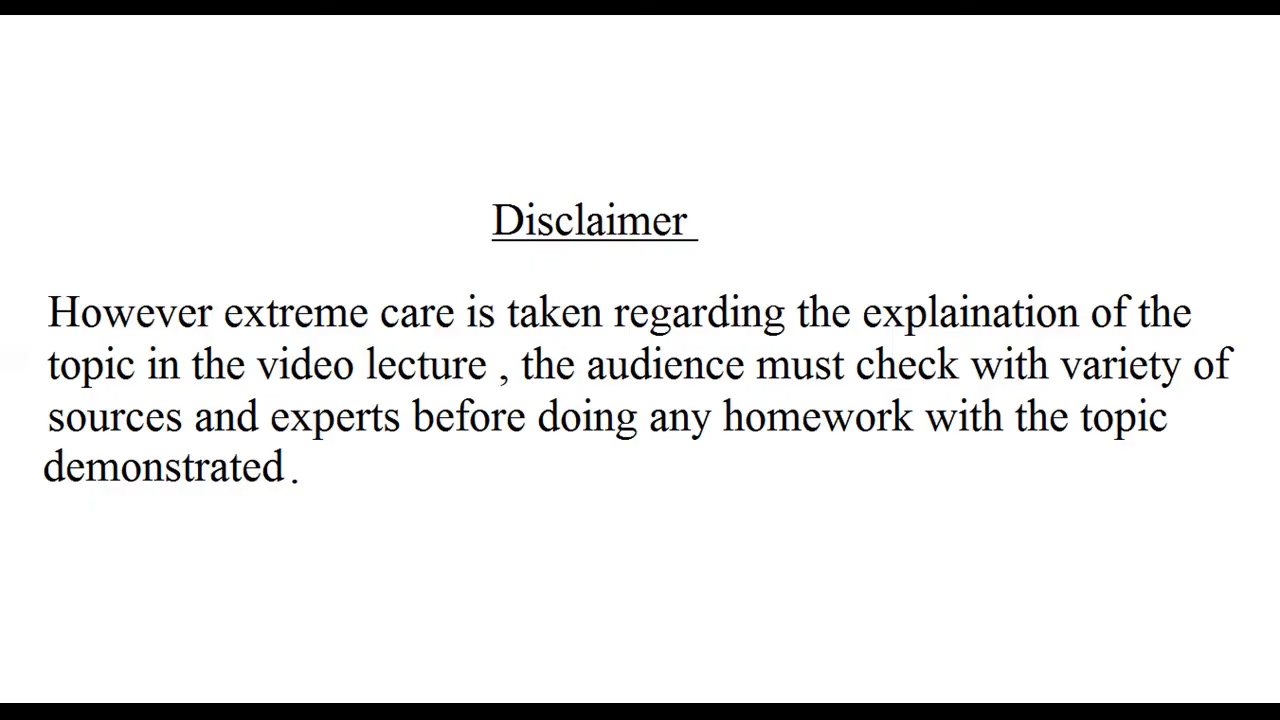 Disclaimer
However extreme care is taken regarding the explaination of the
topic in the video lecture , the audience must check with variety of
sources and experts before doing any homework with the topic
demonstrated .